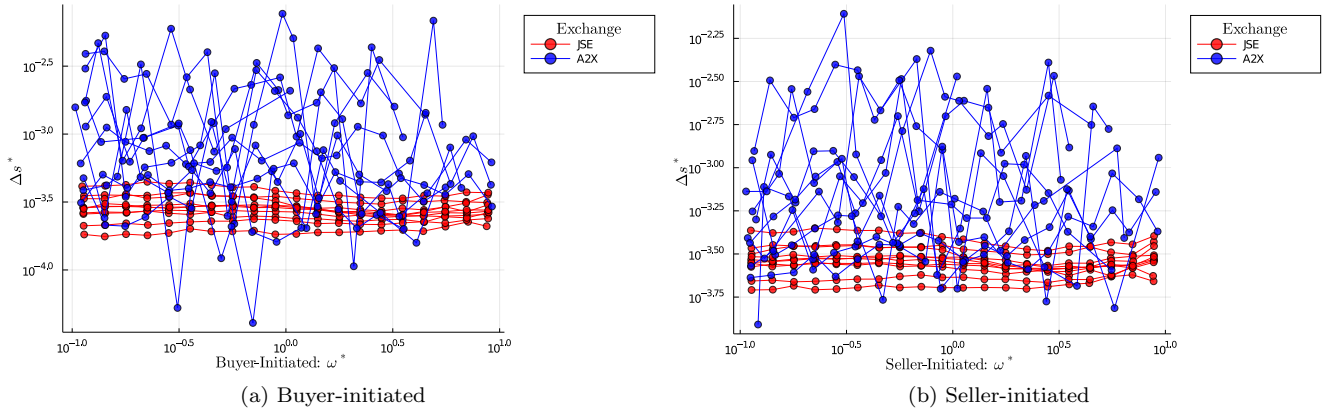 Exchange
JSE
A2X
Δs*
10^-2.5
10^-3.0
10^-3.5
10^-4.0
10^-1.0
10^-0.5
10^0.0
10^0.5
10^1.0
Buyer-Initiated: ω*
(a) Buyer-initiated
Exchange
JSE
A2X
Δs*
10^-2.25
10^-2.50
10^-2.75
10^-3.00
10^-3.25
10^-3.50
10^-3.75
10^-1.0
10^-0.5
10^0.0
10^0.5
10^1.0
Seller-Initiated: ω*
(b) Seller-initiated